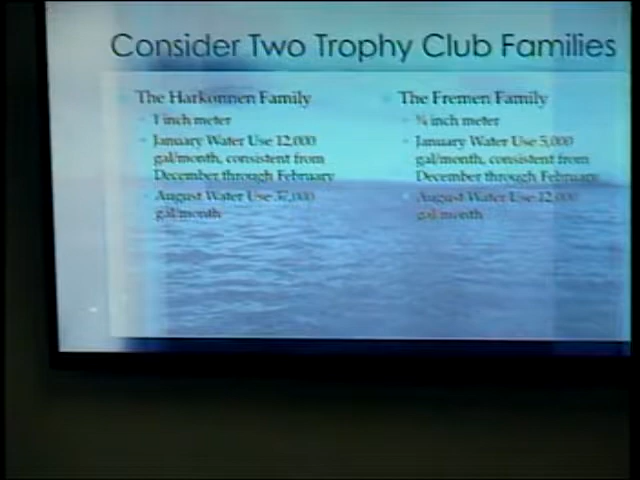 Consider Two Trophy Club Families
The Harkonnen Family
1 inch meter
January Water Use 12,000
gal/month, consistent from
December through February
August Water Use 37,000
gal/month
The Fremen Family
¾ inch meter
January Water Use 5,000
gal/month, consistent from
December through February
August Water Use 12,000
gal/month